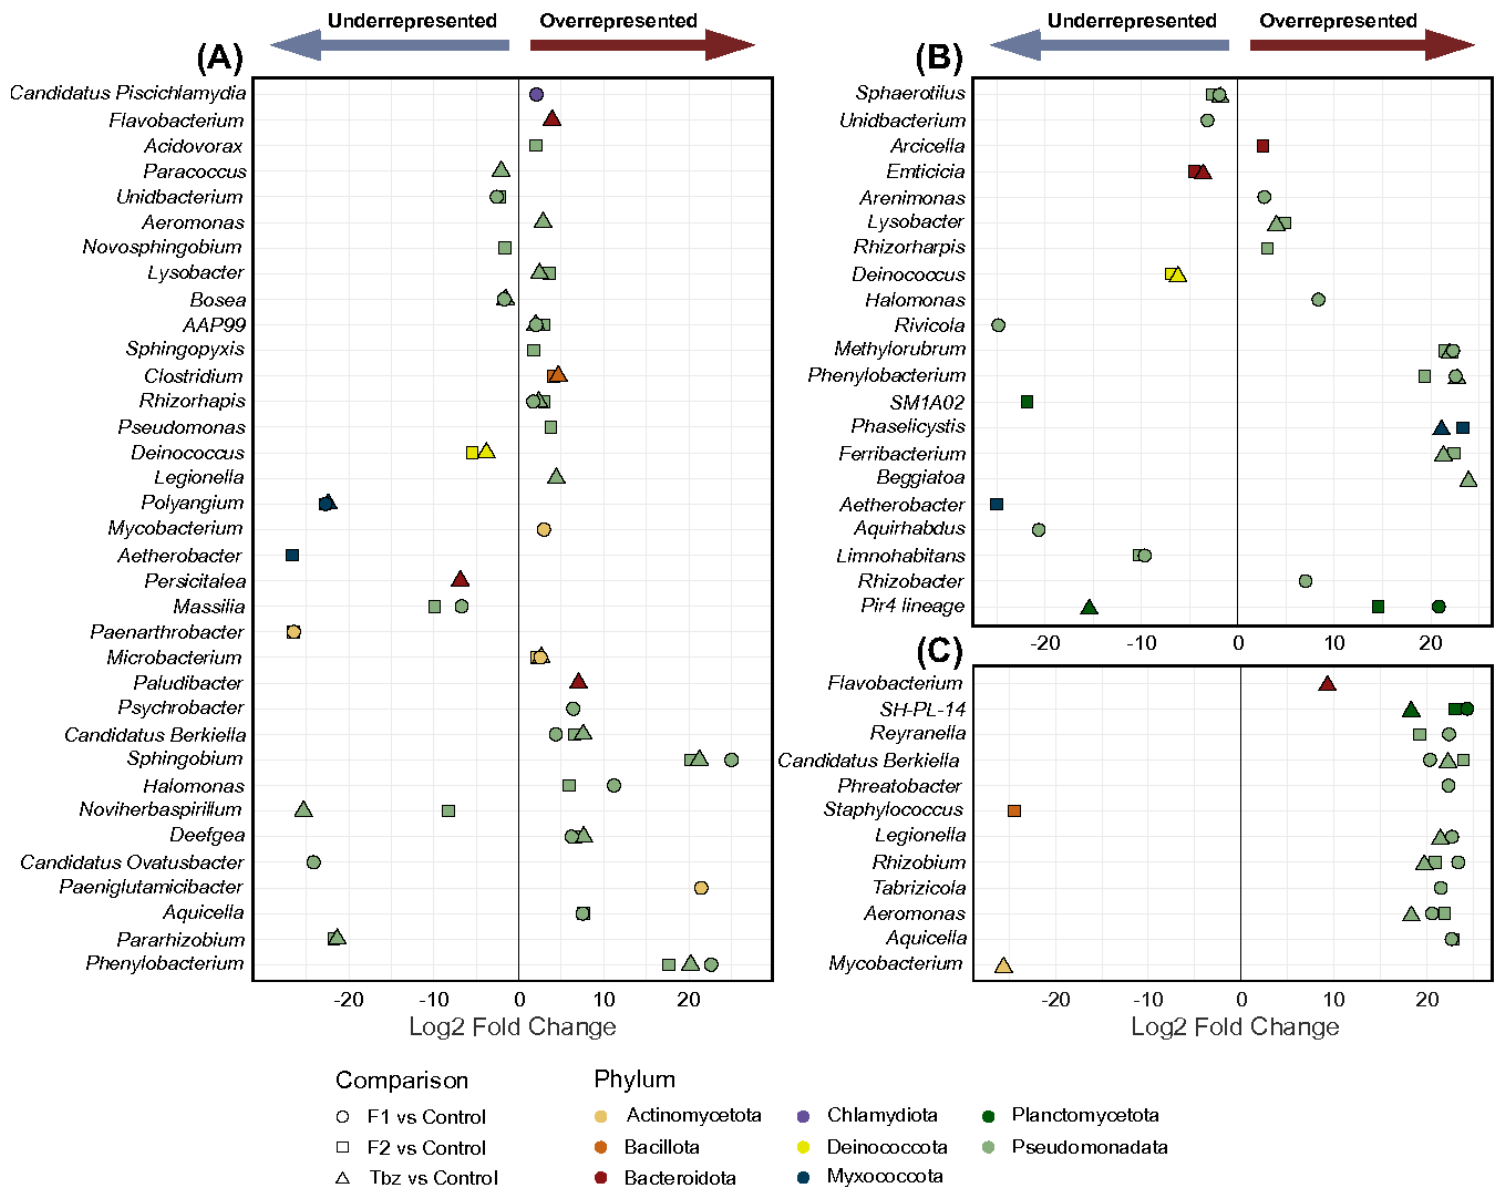 Underrepresented
Overrepresented
(A)
Candidatus Piscichlamydia
Flavobacterium
Acidovorax
Paracoccus
Unidbacterium
Aeromonas
Novosphingobium
Lysobacter
Bosea
AAP99
Sphingopyxis
Clostridium
Rhizorhapis
Pseudomonas
Deinococcus
Legionella
Polyangium
Mycobacterium
Aetherobacter
Persicitalea
Massilia
Paenarthrobacter
Microbacterium
Paludibacter
Psychrobacter
Candidatus Berkiella
Sphingobium
Halomonas
Noviherbaspirillum
Deefgea
Candidatus Ovatusbacter
Paeniglutamicibacter
Aquicella
Pararhizobium
Phenylobacterium
-20 -10 0 10 20
Log2 Fold Change
Underrepresented
Overrepresented
(B)
Sphaerotilus
Unidbacterium
Arcicella
Emticicia
Arenimonas
Lysobacter
Rhizorharpis
Deinococcus
Halomonas
Rivicola
Methylorubrum
Phenylobacterium
SM1A02
Phaselicystis
Ferribacterium
Beggiatoa
Aetherobacter
Aquirhabdus
Limnohabitans
Rhizobacter
Pir4 lineage
-20 -10 0 10 20
(C)
Flavobacterium
SH-PL-14
Reyranella
Candidatus Berkiella
Phreatobacter
Staphylococcus
Legionella
Rhizobium
Tabrizicola
Aeromonas
Aquicella
Mycobacterium
-20 -10 0 10 20
Log2 Fold Change
Comparison
F1 vs Control
F2 vs Control
Tbz vs Control
Phylum
Actinomycetota
Bacillota
Bacteroidota
Chlamydiota
Deinococcota
Myxococcota
Planctomycetota
Pseudomonadata